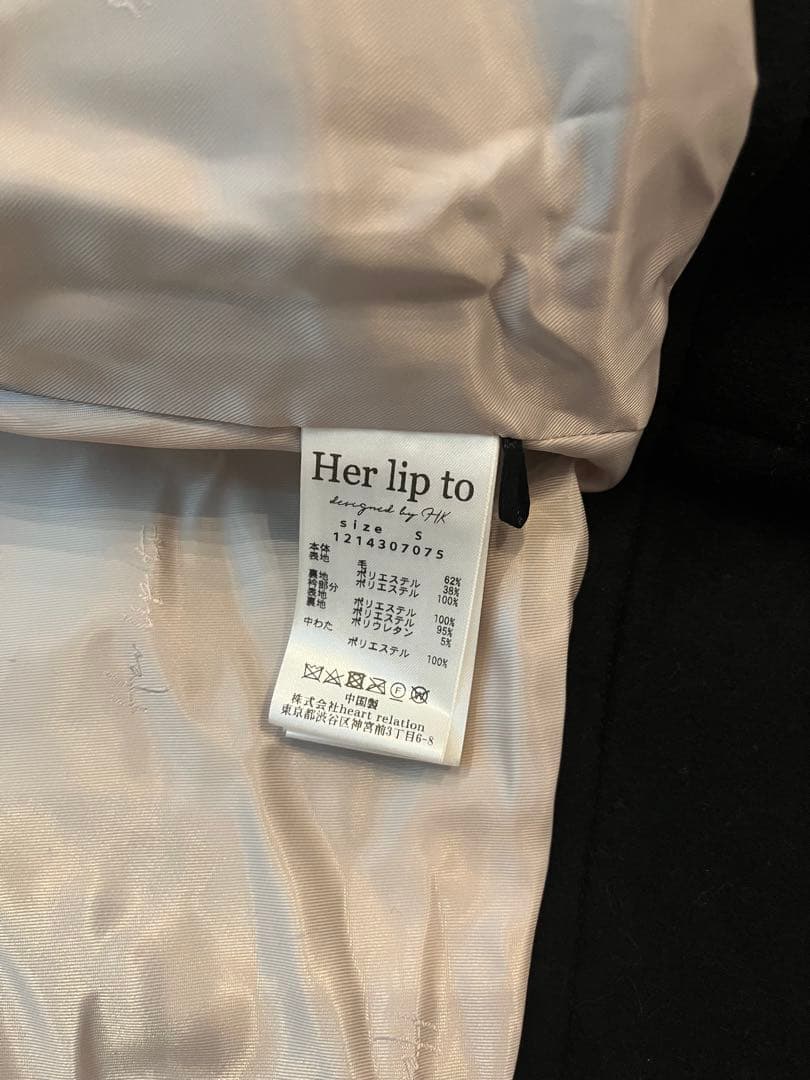 Her lip to
designed by HK
size S
1214307075
本体
表地 毛 62%
ポリエステル 38%
裏地 ポリエステル 100%
衿部分
表地 ポリエステル 100%
裏地 ポリエステル 95%
ポリウレタン 5%
中わた ポリエステル 100%
F W
中国製
株式会社heart relation
東京都渋谷区神宮前3丁目6-8